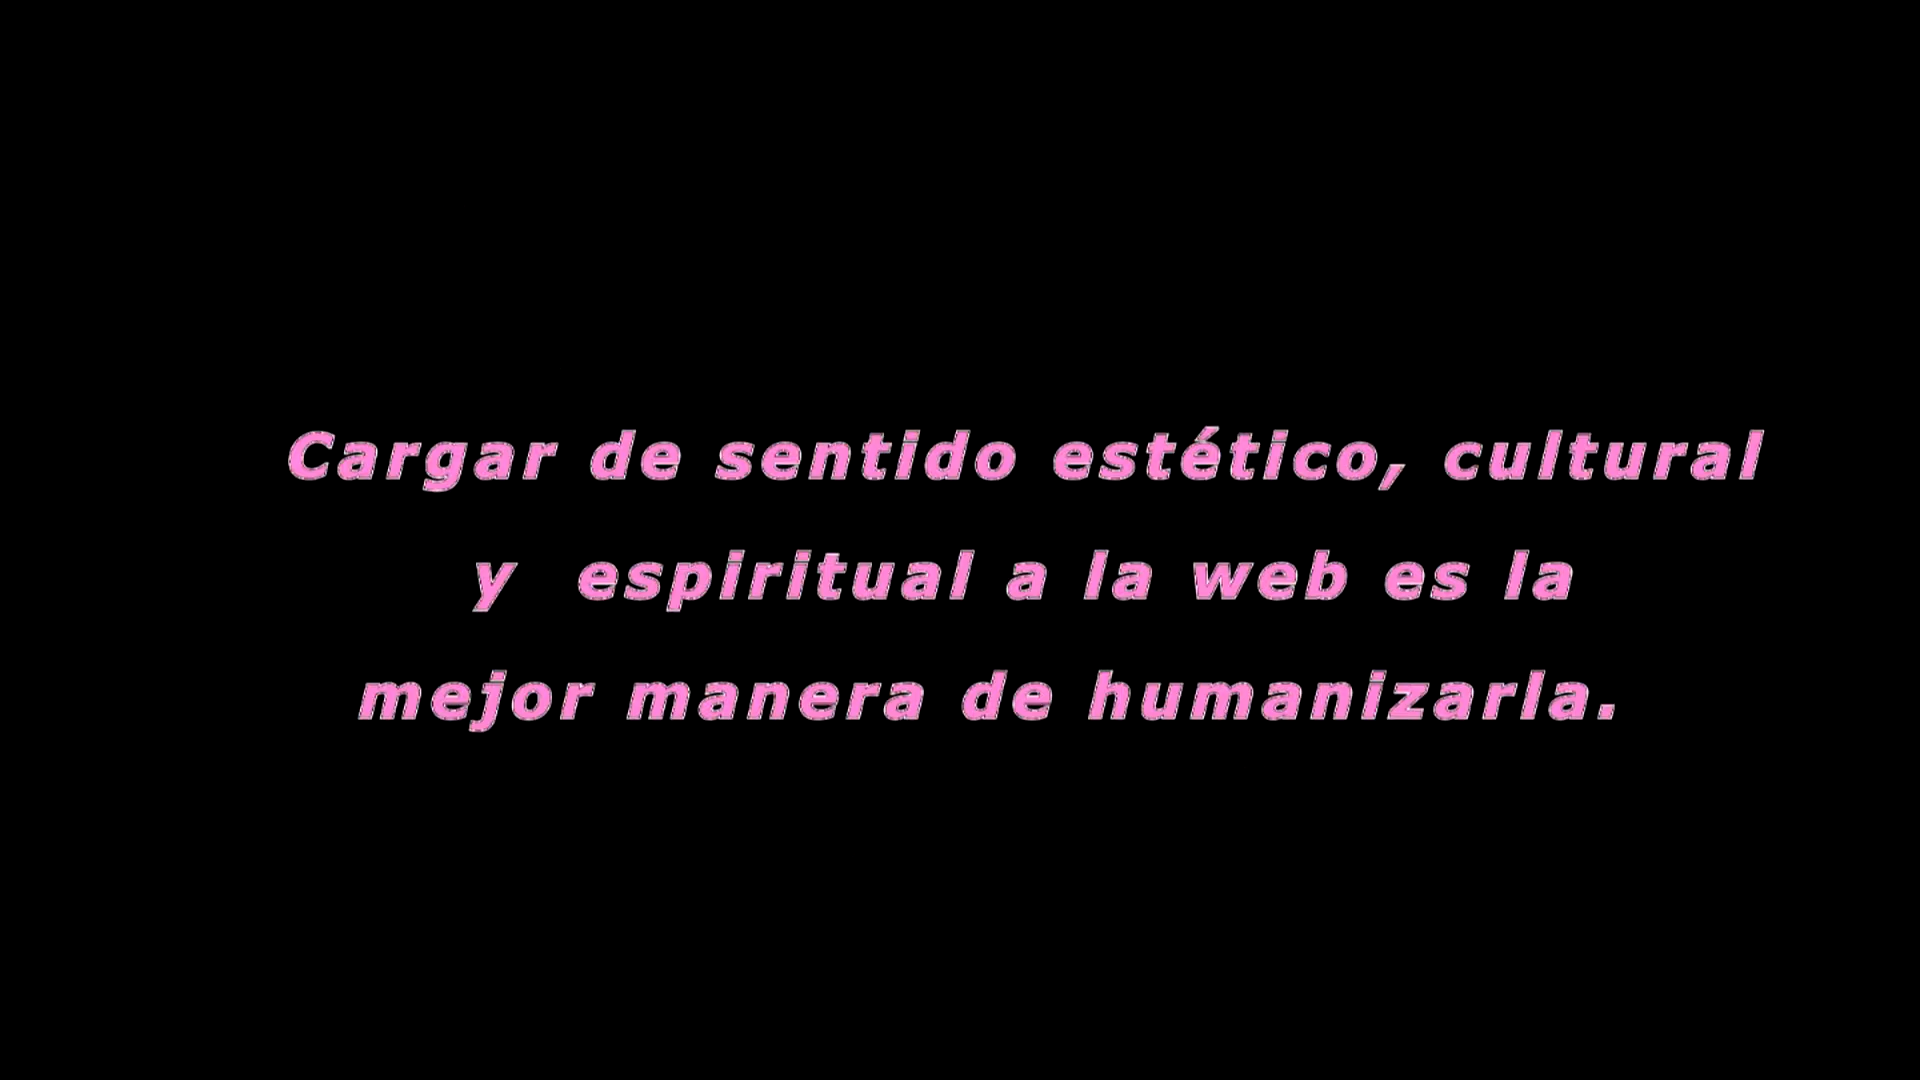 Cargar de sentido estético, cultural
y  espiritual a la web es la
mejor manera de humanizarla.